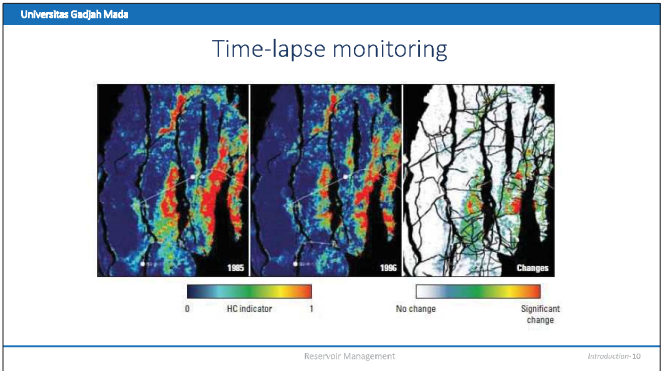 Universitas Gadjah Mada
Time-lapse monitoring
1985
1996
Changes
0 HC indicator 1
No change Significant
change
Reservoir Management
Introduction-10